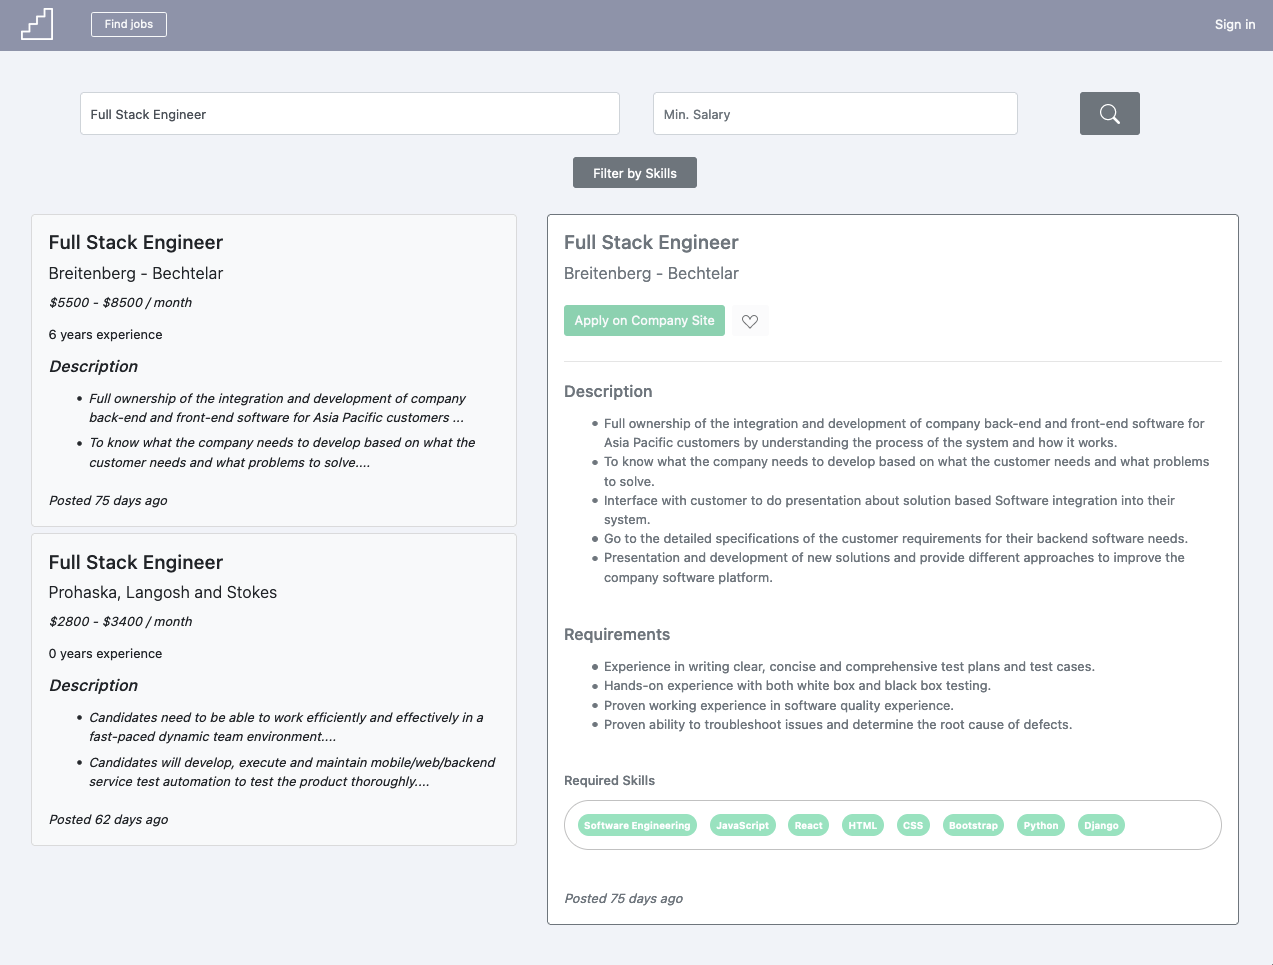 Find jobs
Sign in
Full Stack Engineer
Min. Salary
Filter by Skills
Full Stack Engineer
Breitenberg - Bechtelar
$5500 - $8500 / month
6 years experience
Description
• Full ownership of the integration and development of company
back-end and front-end software for Asia Pacific customers ...
• To know what the company needs to develop based on what the
customer needs and what problems to solve....
Posted 75 days ago
Full Stack Engineer
Prohaska, Langosh and Stokes
$2800 - $3400 / month
0 years experience
Description
• Candidates need to be able to work efficiently and effectively in a
fast-paced dynamic team environment....
• Candidates will develop, execute and maintain mobile/web/backend
service test automation to test the product thoroughly....
Posted 62 days ago
Full Stack Engineer
Breitenberg - Bechtelar
Apply on Company Site
Description
• Full ownership of the integration and development of company back-end and front-end software for
Asia Pacific customers by understanding the process of the system and how it works.
• To know what the company needs to develop based on what the customer needs and what problems
to solve.
• Interface with customer to do presentation about solution based Software integration into their
system.
• Go to the detailed specifications of the customer requirements for their backend software needs.
• Presentation and development of new solutions and provide different approaches to improve the
company software platform.
Requirements
• Experience in writing clear, concise and comprehensive test plans and test cases.
• Hands-on experience with both white box and black box testing.
• Proven working experience in software quality experience.
• Proven ability to troubleshoot issues and determine the root cause of defects.
Required Skills
Software Engineering JavaScript React HTML CSS Bootstrap Python Django
Posted 75 days ago